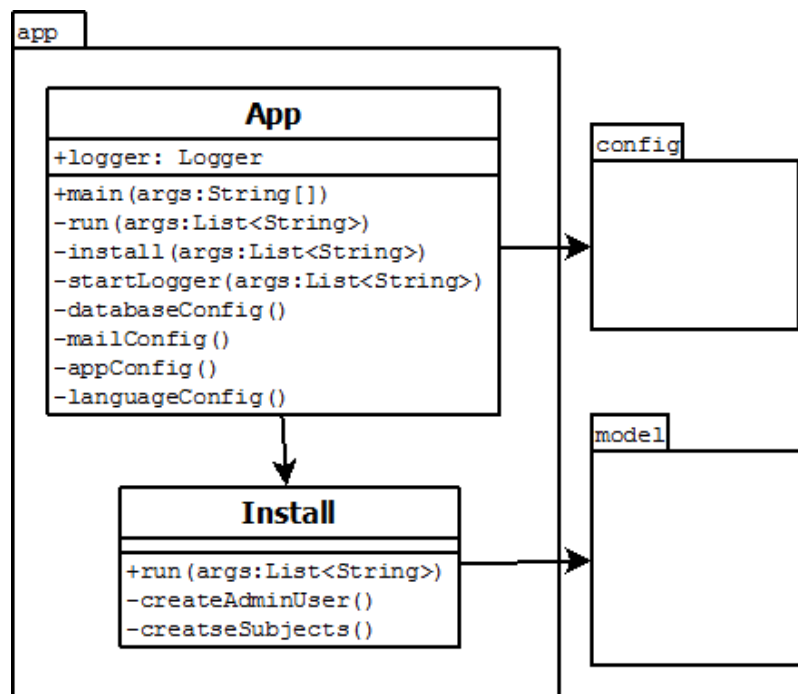 app
App
+logger: Logger
+main(args:String[])
-run(args:List<String>)
-install(args:List<String>)
-startLogger(args:List<String>)
-databaseConfig()
-mailConfig()
-appConfig()
-languageConfig()
config
model
Install
+run(args:List<String>)
-createAdminUser()
-creatseSubjects()